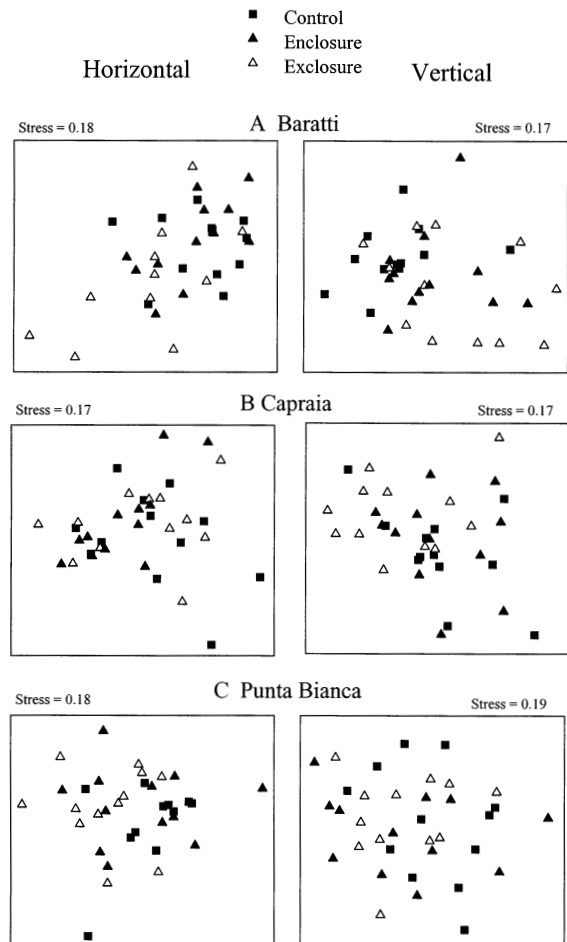 Control
Enclosure
Exclosure
Horizontal
Vertical
A Baratti
Stress = 0.18
Stress = 0.17
B Capraia
Stress = 0.17
Stress = 0.17
C Punta Bianca
Stress = 0.18
Stress = 0.19